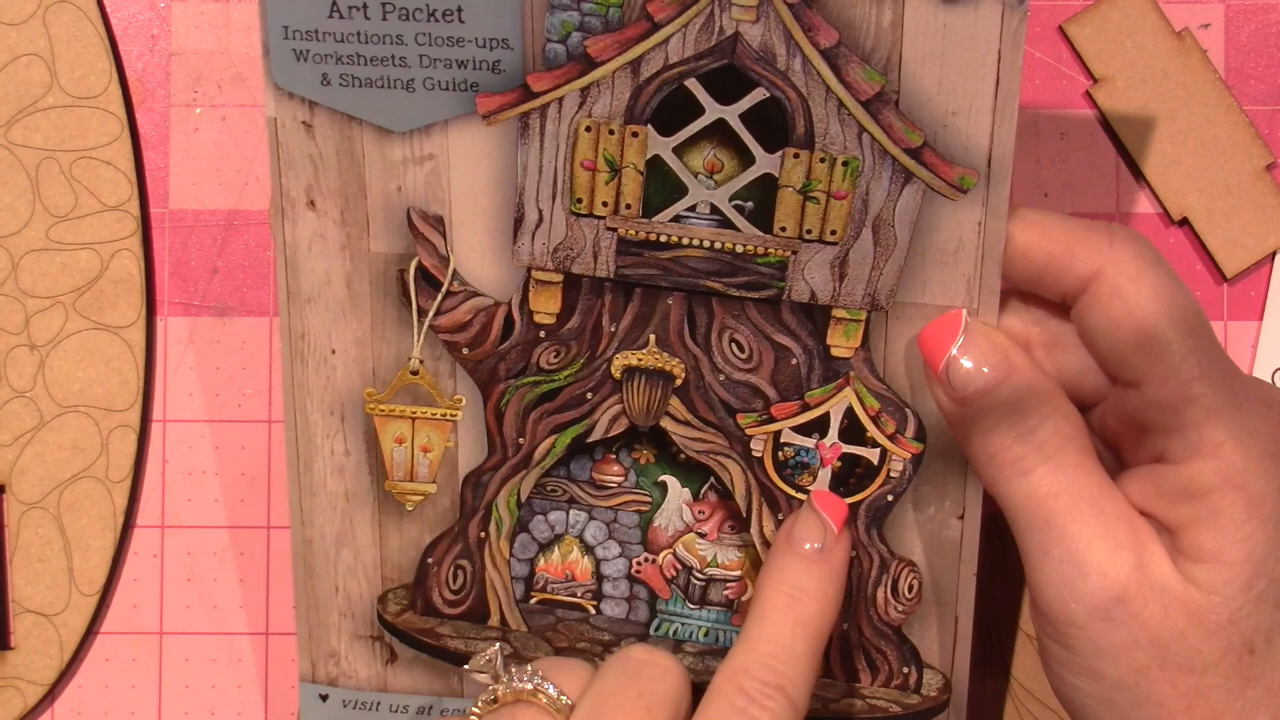 Art Packet
Instructions, Close-ups,
Worksheets, Drawing,
& Shading Guide
♥ visit us at